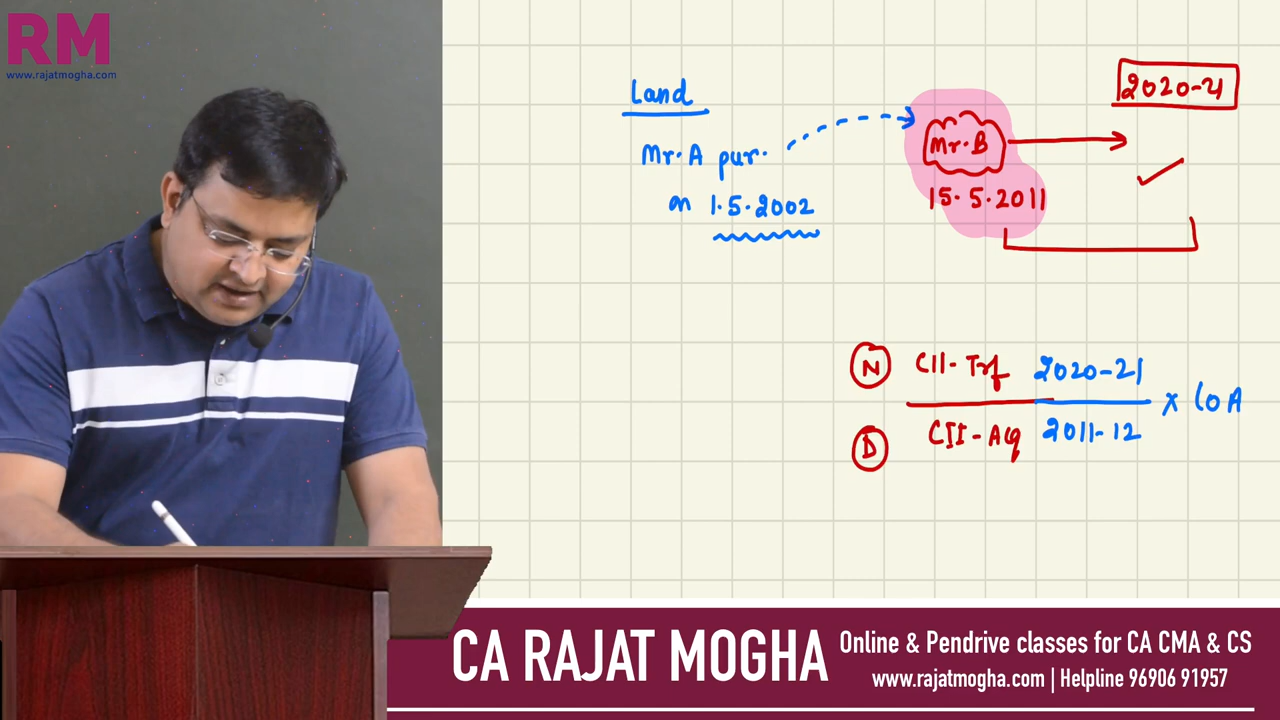 RM
www.rajatmogha.com
Land
Mr. A pur.
on 1.5.2002
Mr. B
15.5.2011
2020-21
N CII-Trf 2020-21
x CoA
D CII-Aq 2011-12
CA RAJAT MOGHA
Online & Pendrive classes for CA CMA & CS
www.rajatmogha.com | Helpline 96906 91957